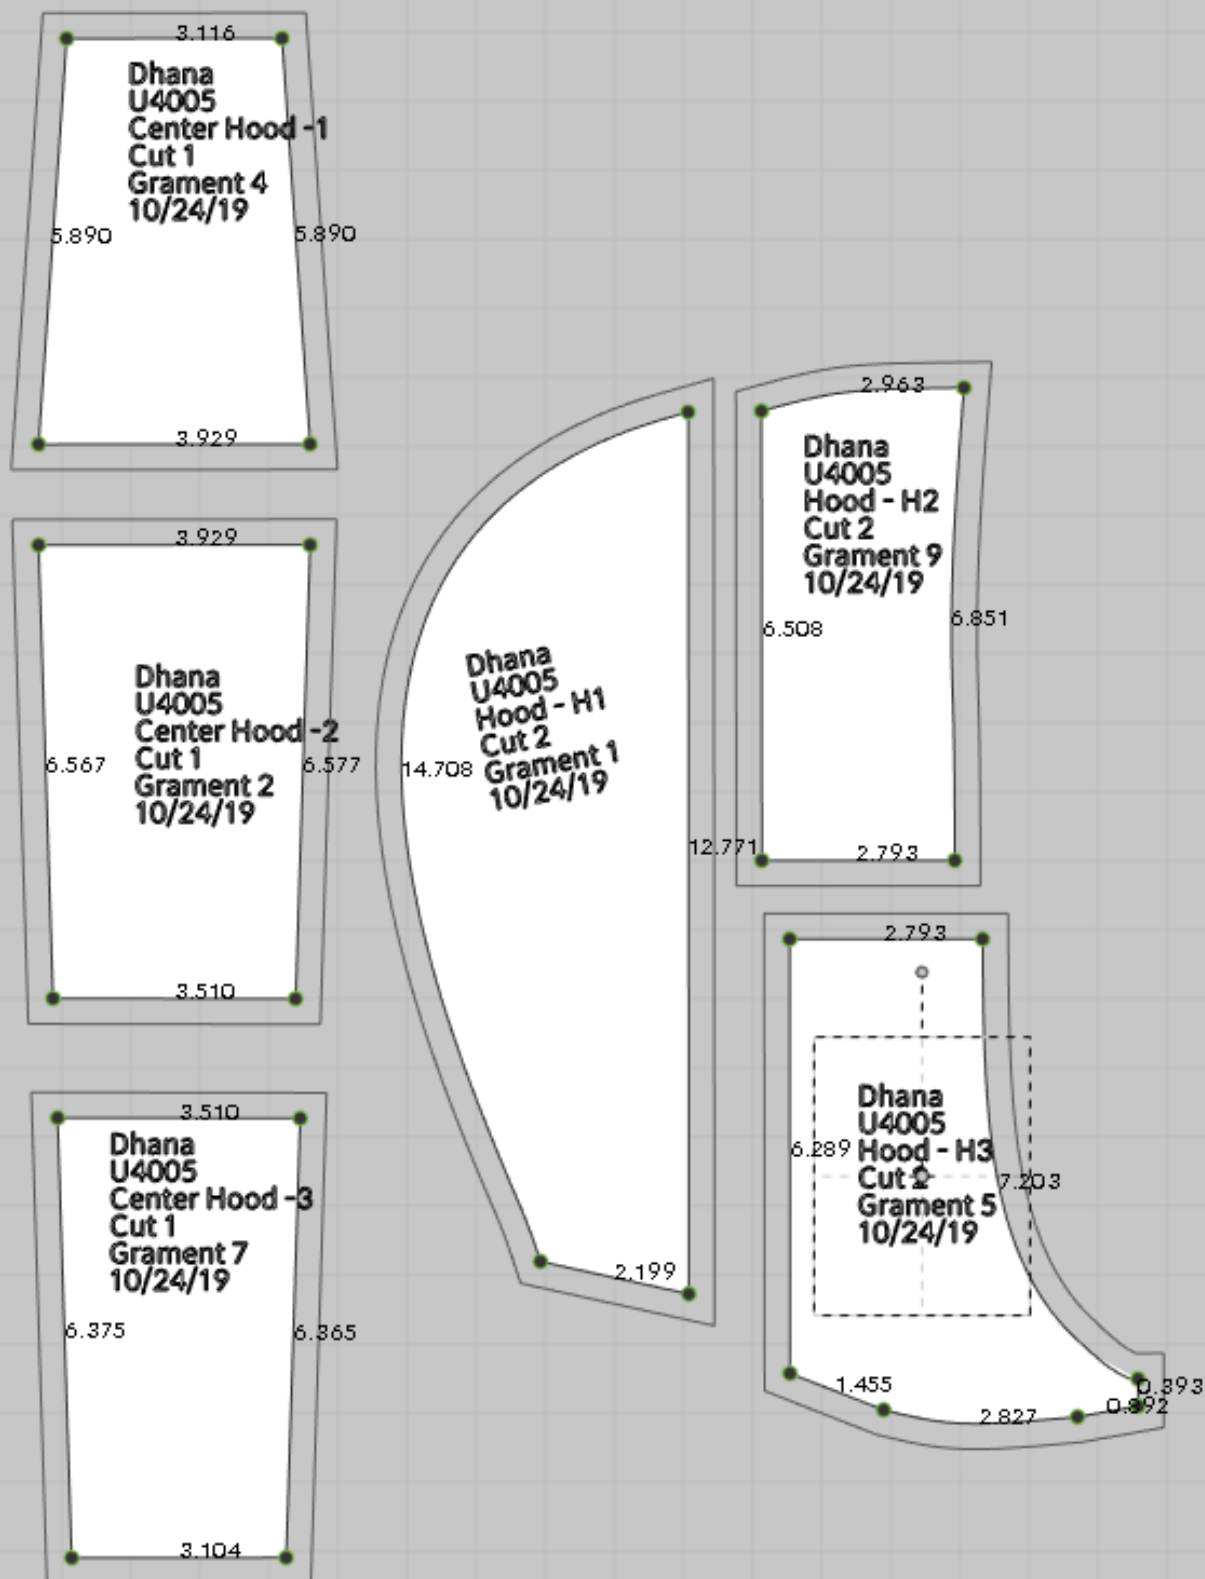 3.116
Dhana
U4005
Center Hood -1
Cut 1
Grament 4
10/24/19
5.890
5.890
3.929
3.929
Dhana
U4005
Center Hood -2
Cut 1
Grament 2
10/24/19
6.567
6.577
3.510
3.510
Dhana
U4005
Center Hood -3
Cut 1
Grament 7
10/24/19
6.375
6.365
3.104
Dhana
U4005
Hood - H1
Cut 2
Grament 1
10/24/19
14.708
12.771
2.199
2.963
Dhana
U4005
Hood - H2
Cut 2
Grament 9
10/24/19
6.508
6.851
2.793
2.793
Dhana
U4005
Hood - H3
Cut 2
Grament 5
10/24/19
6.289
7.203
1.455
2.827
0.892
0.393